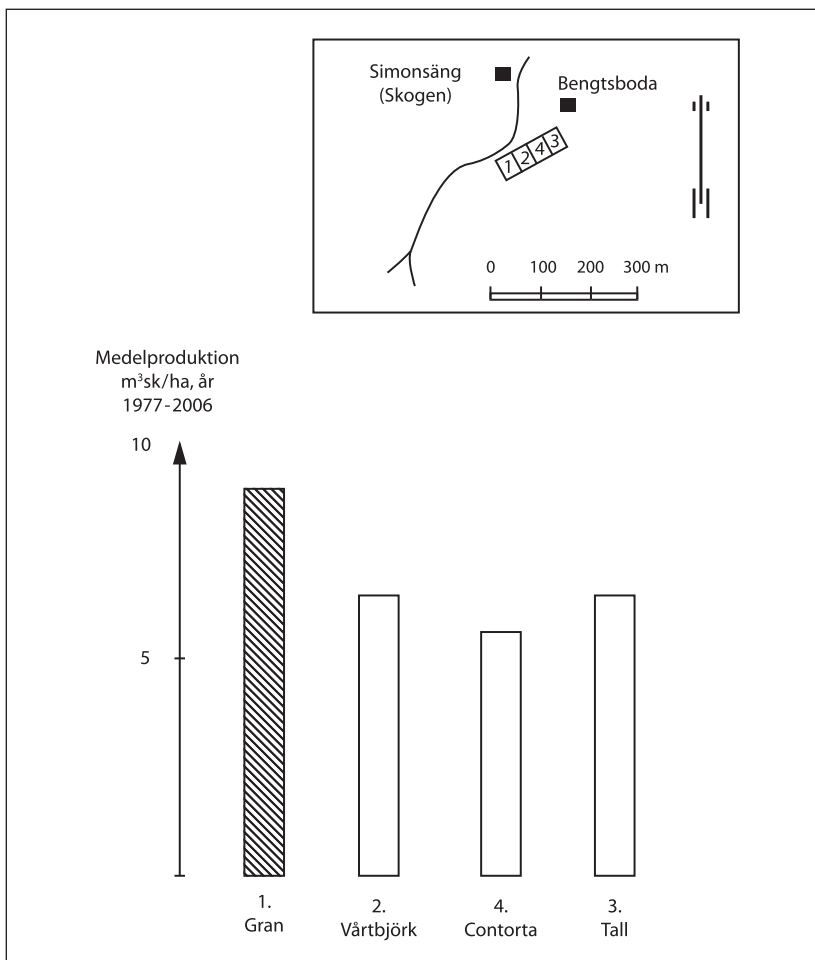 Simonsäng
(Skogen)
Bengtsboda
1 2 4 3
0 100 200 300 m
Medelproduktion
m³sk/ha, år
1977-2006
10
5
1.
Gran
2.
Vårtbjörk
4.
Contorta
3.
Tall